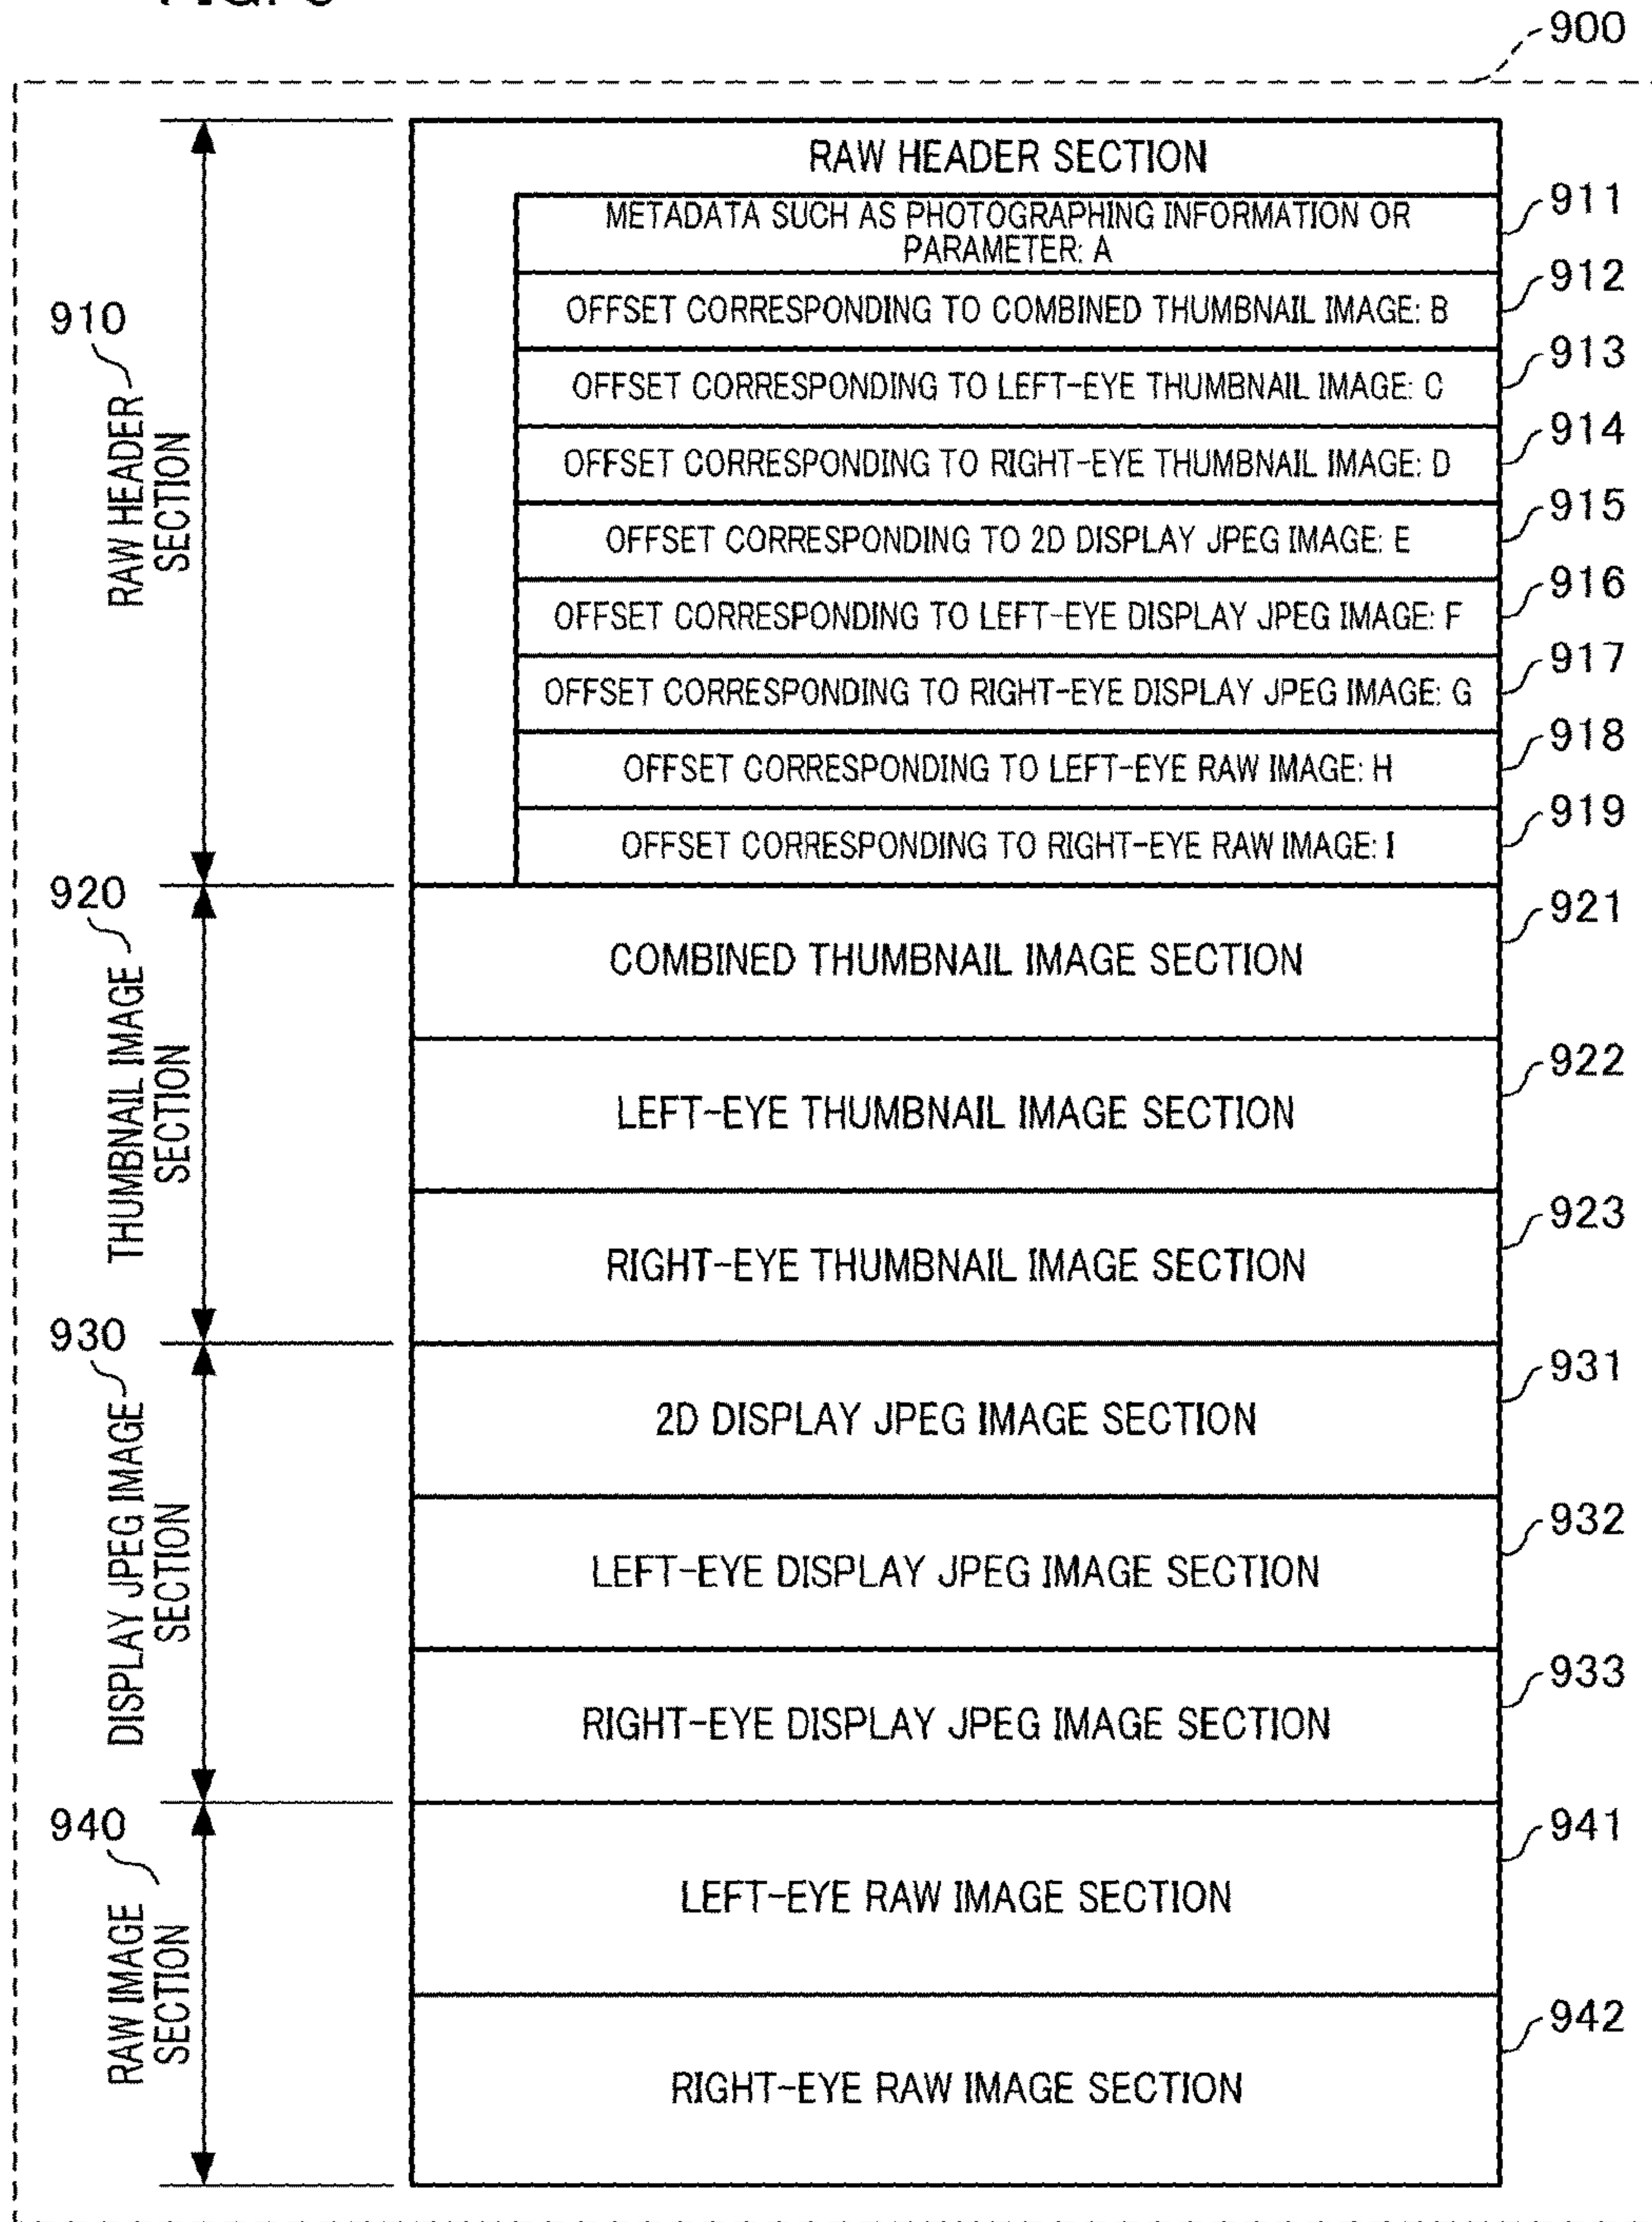 900
RAW HEADER SECTION
911
METADATA SUCH AS PHOTOGRAPHING INFORMATION OR
PARAMETER: A
912
OFFSET CORRESPONDING TO COMBINED THUMBNAIL IMAGE: B
913
OFFSET CORRESPONDING TO LEFT-EYE THUMBNAIL IMAGE: C
914
OFFSET CORRESPONDING TO RIGHT-EYE THUMBNAIL IMAGE: D
915
OFFSET CORRESPONDING TO 2D DISPLAY JPEG IMAGE: E
916
OFFSET CORRESPONDING TO LEFT-EYE DISPLAY JPEG IMAGE: F
917
OFFSET CORRESPONDING TO RIGHT-EYE DISPLAY JPEG IMAGE: G
918
OFFSET CORRESPONDING TO LEFT-EYE RAW IMAGE: H
919
OFFSET CORRESPONDING TO RIGHT-EYE RAW IMAGE: I
910
RAW HEADER
SECTION
920
THUMBNAIL IMAGE
SECTION
921
COMBINED THUMBNAIL IMAGE SECTION
922
LEFT-EYE THUMBNAIL IMAGE SECTION
923
RIGHT-EYE THUMBNAIL IMAGE SECTION
930
DISPLAY JPEG IMAGE
SECTION
931
2D DISPLAY JPEG IMAGE SECTION
932
LEFT-EYE DISPLAY JPEG IMAGE SECTION
933
RIGHT-EYE DISPLAY JPEG IMAGE SECTION
940
RAW IMAGE
SECTION
941
LEFT-EYE RAW IMAGE SECTION
942
RIGHT-EYE RAW IMAGE SECTION